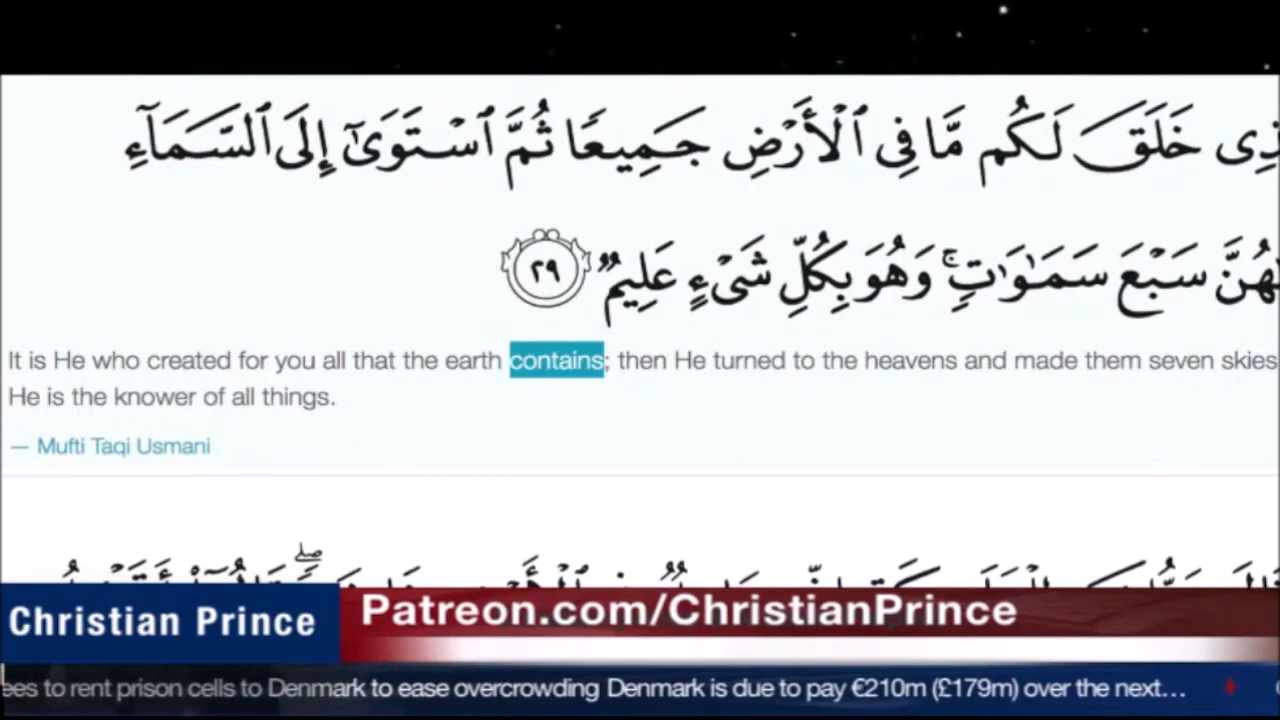 خَلَقَ لَكُم مَّا فِى ٱلْأَرْضِ جَمِيعًا ثُمَّ ٱسْتَوَىٰٓ إِلَى ٱلسَّمَآءِ
سَبْعَ سَمَـٰوَٰتٍۢ ۚ وَهُوَ بِكُلِّ شَىْءٍ عَلِيمٌۭ ٢٩
It is He who created for you all that the earth contains; then He turned to the heavens and made them seven skies
He is the knower of all things.
— Mufti Taqi Usmani
Christian Prince
Patreon.com/ChristianPrince
to rent prison cells to Denmark to ease overcrowding Denmark is due to pay €210m (£179m) over the next...